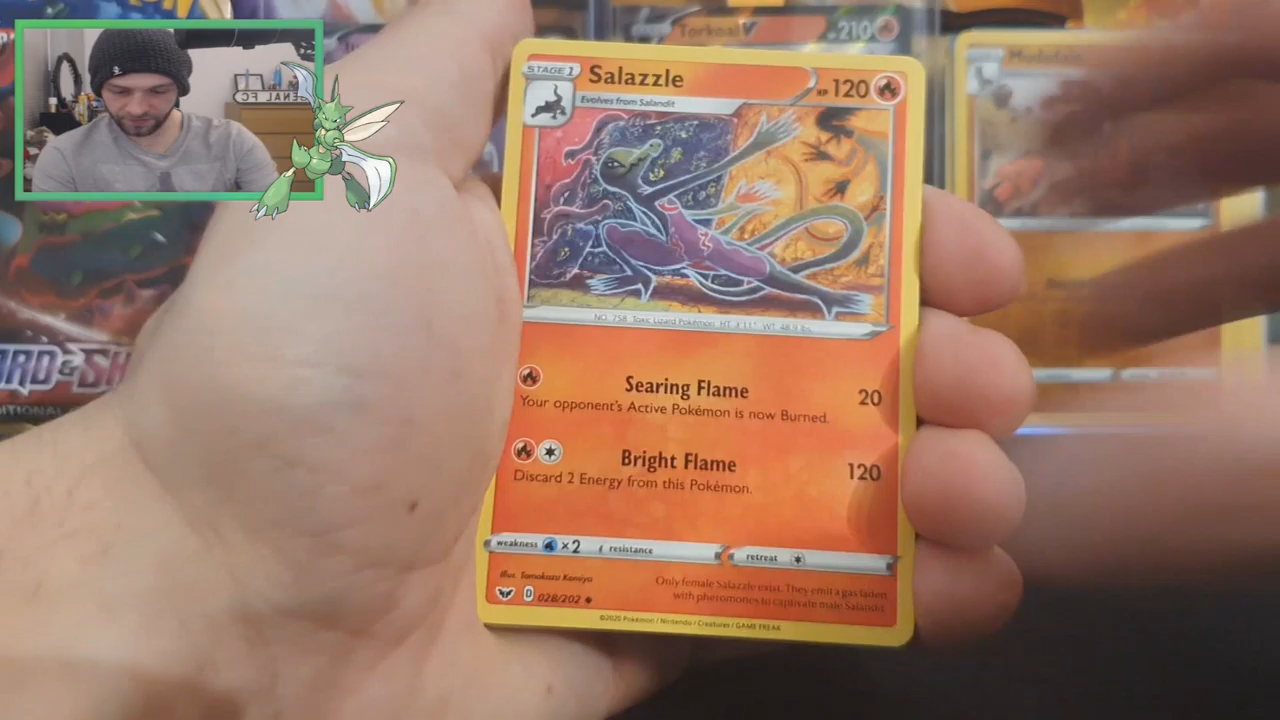 ENAL FC
Torkoal V
210
STAGE 1
Salazzle
HP 120
Evolves from Salandit
NO. 758 Toxic Lizard Pokémon HT: 3'11" WT: 48.9 lbs.
Searing Flame 20
Your opponent's Active Pokémon is now Burned.
Bright Flame 120
Discard 2 Energy from this Pokémon.
weakness ×2 resistance retreat
Illus. Tomokazu Komiya
Only female Salazzle exist. They emit a gas laden
with pheromones to captivate male Salandit.
D 028/202
©2020 Pokémon / Nintendo / Creatures / GAME FREAK